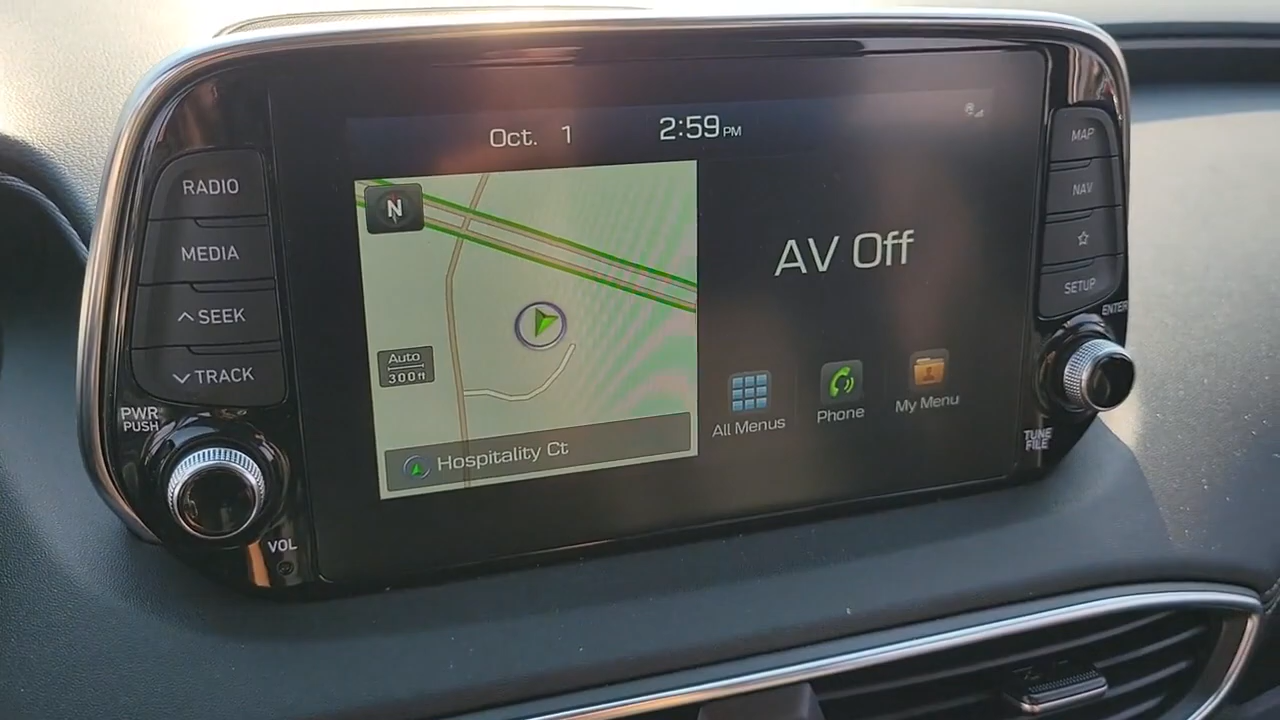 Oct. 1
2:59 PM
RADIO
MEDIA
SEEK
TRACK
PWR
PUSH
VOL
N
Auto
300ft
Hospitality Ct
AV Off
All Menus
Phone
My Menu
MAP
NAV
SETUP
ENTER
TUNE
FILE